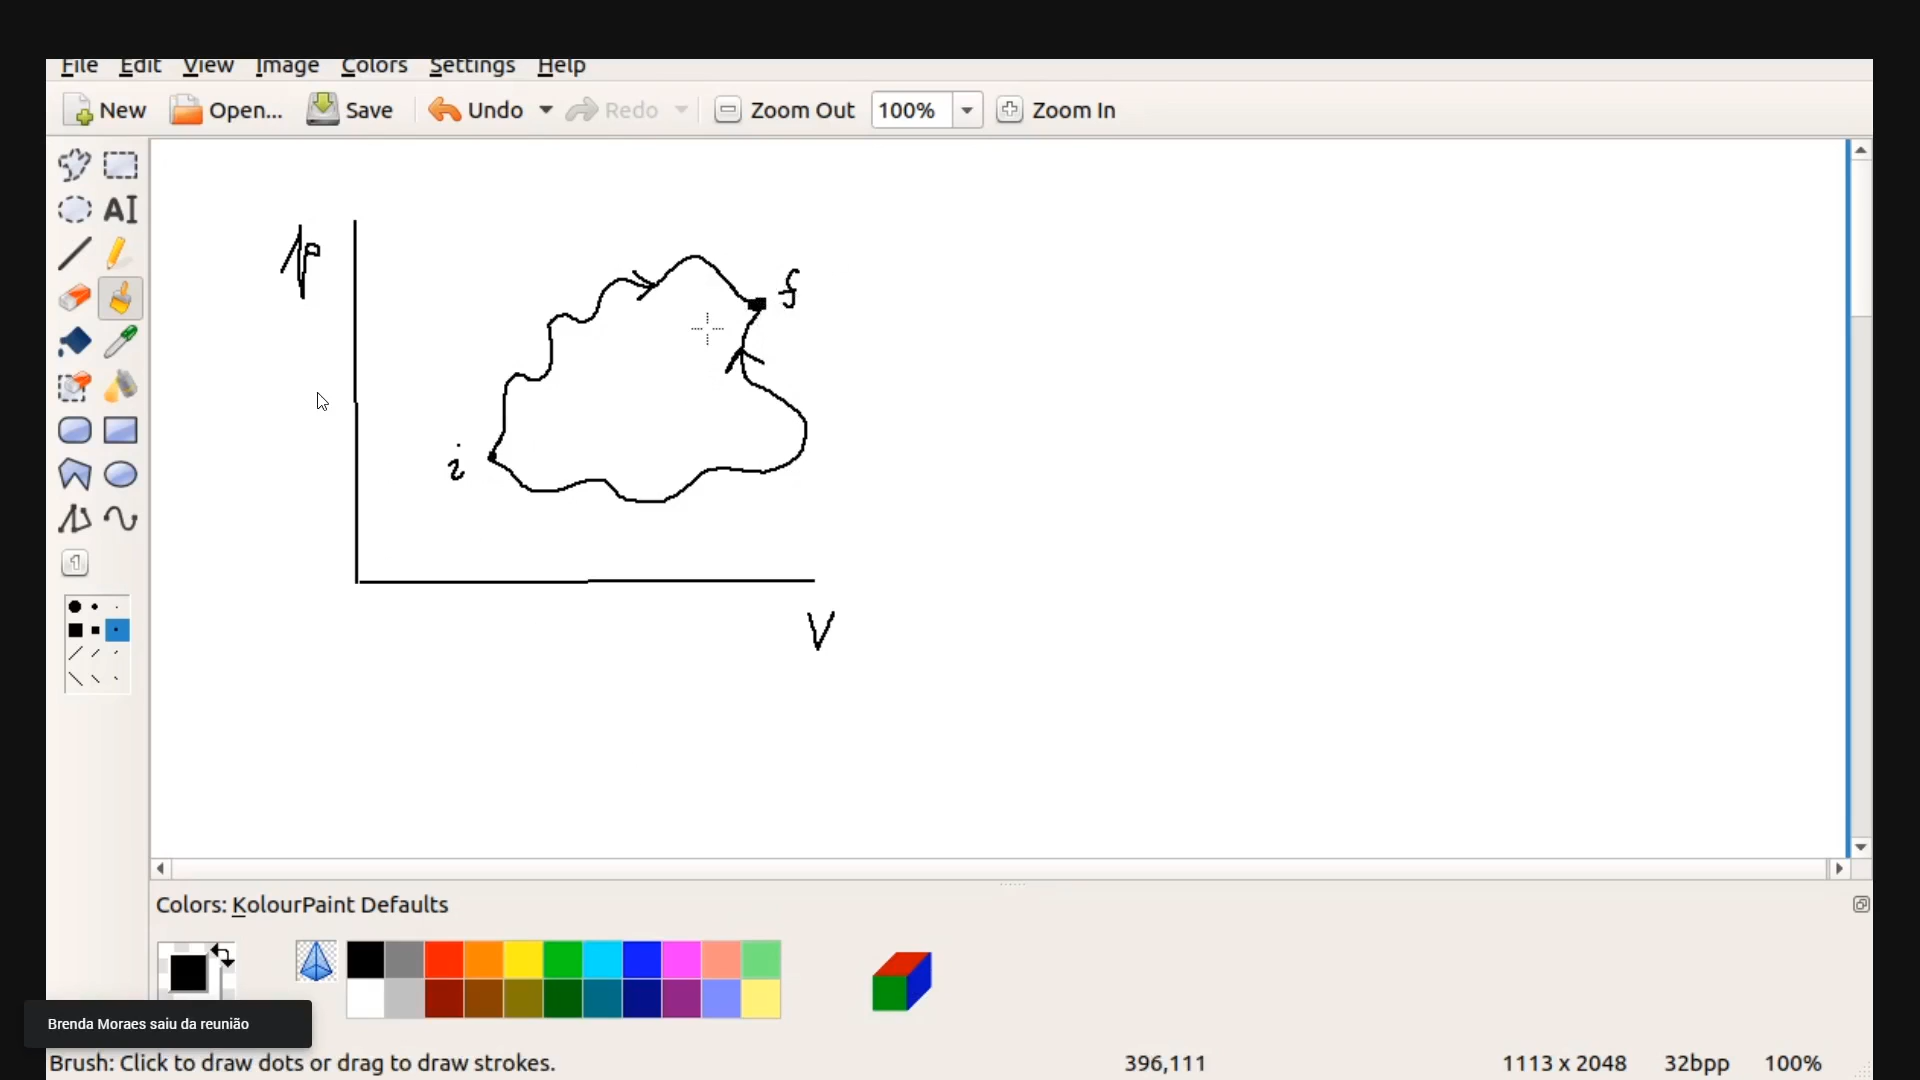 File Edit View Image Colors Settings Help
New Open... Save Undo Redo Zoom Out 100% Zoom In
AI
p
f
i
V
Colors: KolourPaint Defaults
Brenda Moraes saiu da reunião
Brush: Click to draw dots or drag to draw strokes. 396,111 1113 x 2048 32bpp 100%